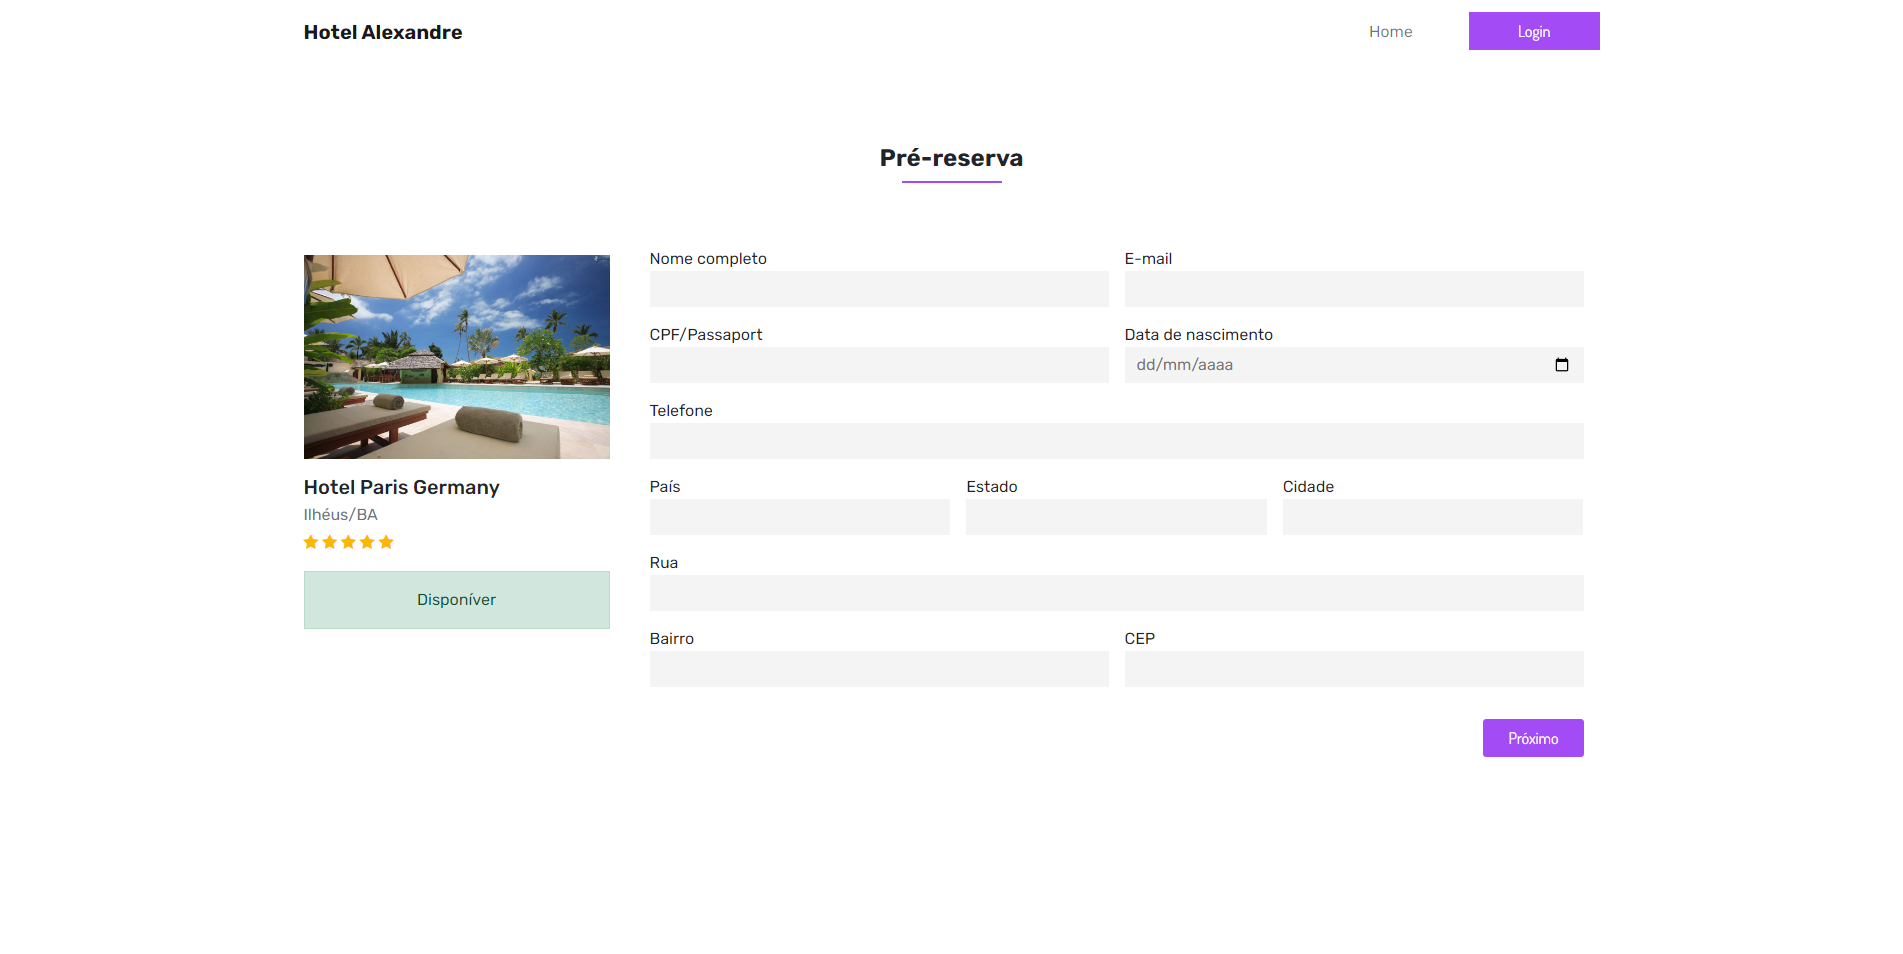 Hotel Alexandre
Home
Login
Pré-reserva
Nome completo
E-mail
CPF/Passaport
Data de nascimento
dd/mm/aaaa
Telefone
País
Estado
Cidade
Rua
Bairro
CEP
Próximo
Hotel Paris Germany
Ilhéus/BA
Disponíver